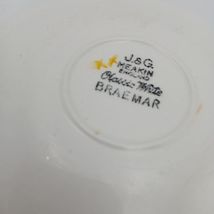 J.&G.
MEAKIN
ENGLAND
Classic White
BRAEMAR